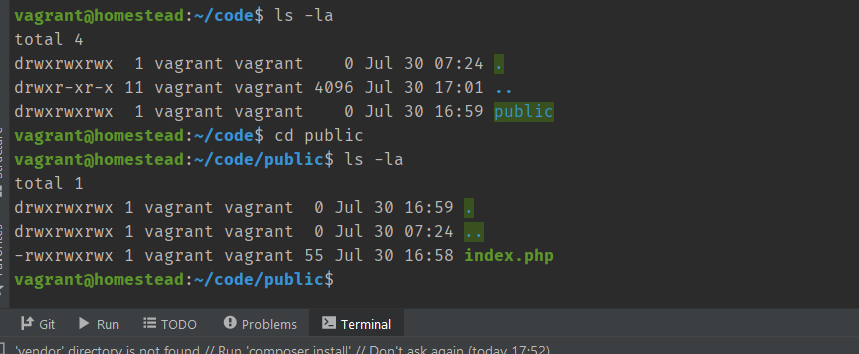 vagrant@homestead:~/code$ ls -la
total 4
drwxrwxrwx  1 vagrant vagrant    0 Jul 30 07:24 .
drwxr-xr-x 11 vagrant vagrant 4096 Jul 30 17:01 ..
drwxrwxrwx  1 vagrant vagrant    0 Jul 30 16:59 public
vagrant@homestead:~/code$ cd public
vagrant@homestead:~/code/public$ ls -la
total 1
drwxrwxrwx 1 vagrant vagrant  0 Jul 30 16:59 .
drwxrwxrwx 1 vagrant vagrant  0 Jul 30 07:24 ..
-rwxrwxrwx 1 vagrant vagrant 55 Jul 30 16:58 index.php
vagrant@homestead:~/code/public$
Git Run TODO Problems Terminal
'vendor' directory is not found // Run 'composer install' // Don't ask again (today 17:52)